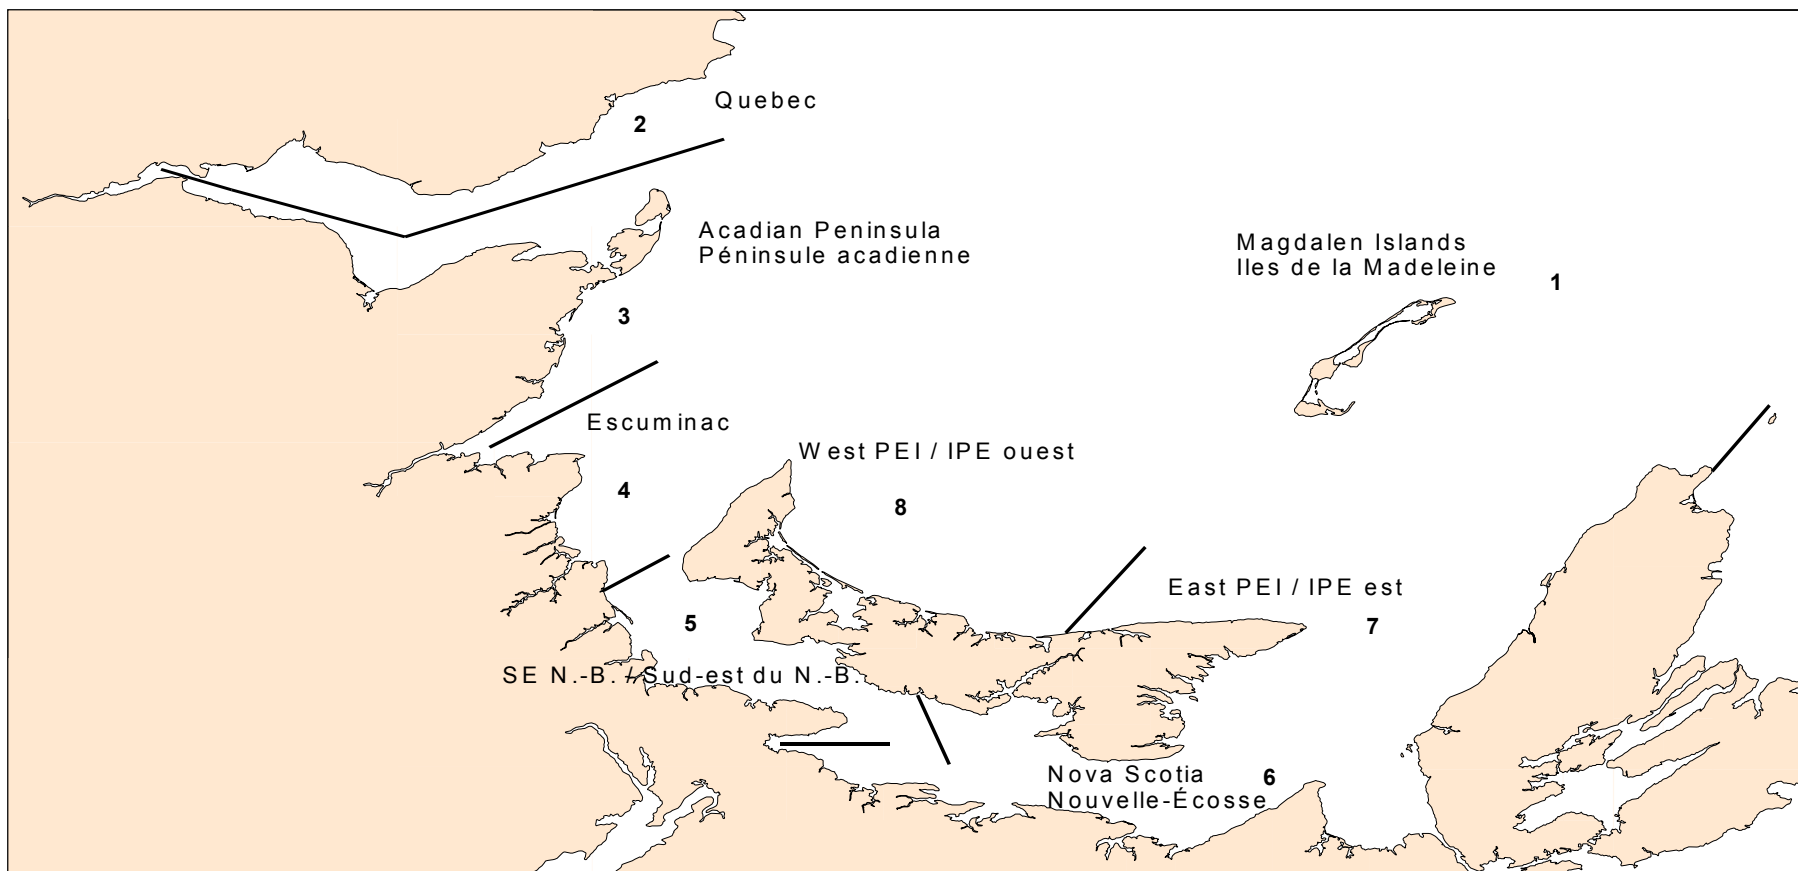 Quebec
2
Acadian Peninsula
Péninsule acadienne
Magdalen Islands
Iles de la Madeleine
1
3
Escuminac
West PEI / IPE ouest
4
8
East PEI / IPE est
5
7
SE N.-B. / Sud-est du N.-B.
Nova Scotia
Nouvelle-Écosse
6